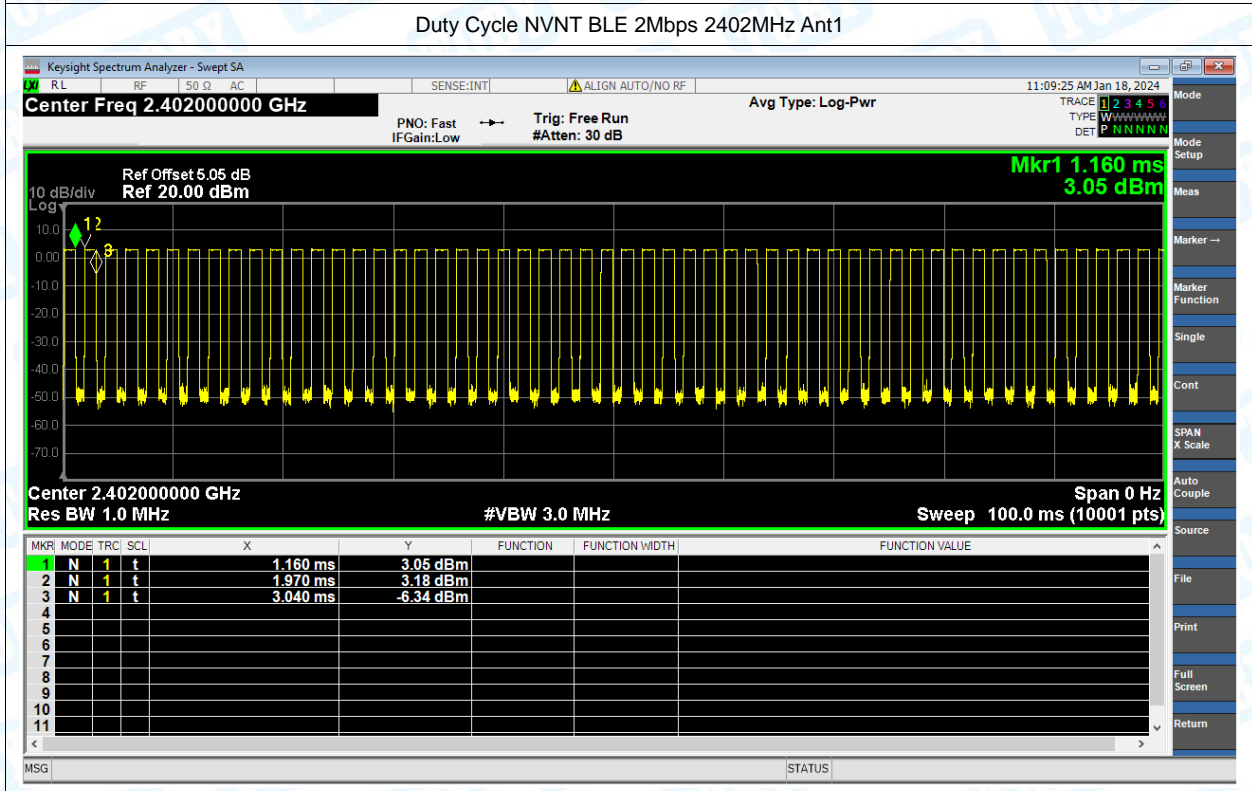 Duty Cycle NVNT BLE 2Mbps 2402MHz Ant1
Keysight Spectrum Analyzer - Swept SA
LXI RL RF 50 Ω AC SENSE:INT ALIGN AUTO/NO RF 11:09:25 AM Jan 18, 2024
Center Freq 2.402000000 GHz Avg Type: Log-Pwr TRACE 1 2 3 4 5 6
PNO: Fast Trig: Free Run TYPE WWWWWW
IFGain:Low #Atten: 30 dB DET P N N N N N
Mode
Mode Setup
Meas
Marker →
Marker Function
Single
Cont
SPAN X Scale
Auto Couple
Source
File
Print
Full Screen
Return
Mkr1 1.160 ms
3.05 dBm
Ref Offset 5.05 dB
10 dB/div Ref 20.00 dBm
Log
10.0
0.00
-10.0
-20.0
-30.0
-40.0
-50.0
-60.0
-70.0
1 2
3
Center 2.402000000 GHz Span 0 Hz
Res BW 1.0 MHz #VBW 3.0 MHz Sweep 100.0 ms (10001 pts)
MKR MODE TRC SCL X Y FUNCTION FUNCTION WIDTH FUNCTION VALUE
1 N 1 t 1.160 ms 3.05 dBm
2 N 1 t 1.970 ms 3.18 dBm
3 N 1 t 3.040 ms -6.34 dBm
4
5
6
7
8
9
10
11
MSG STATUS